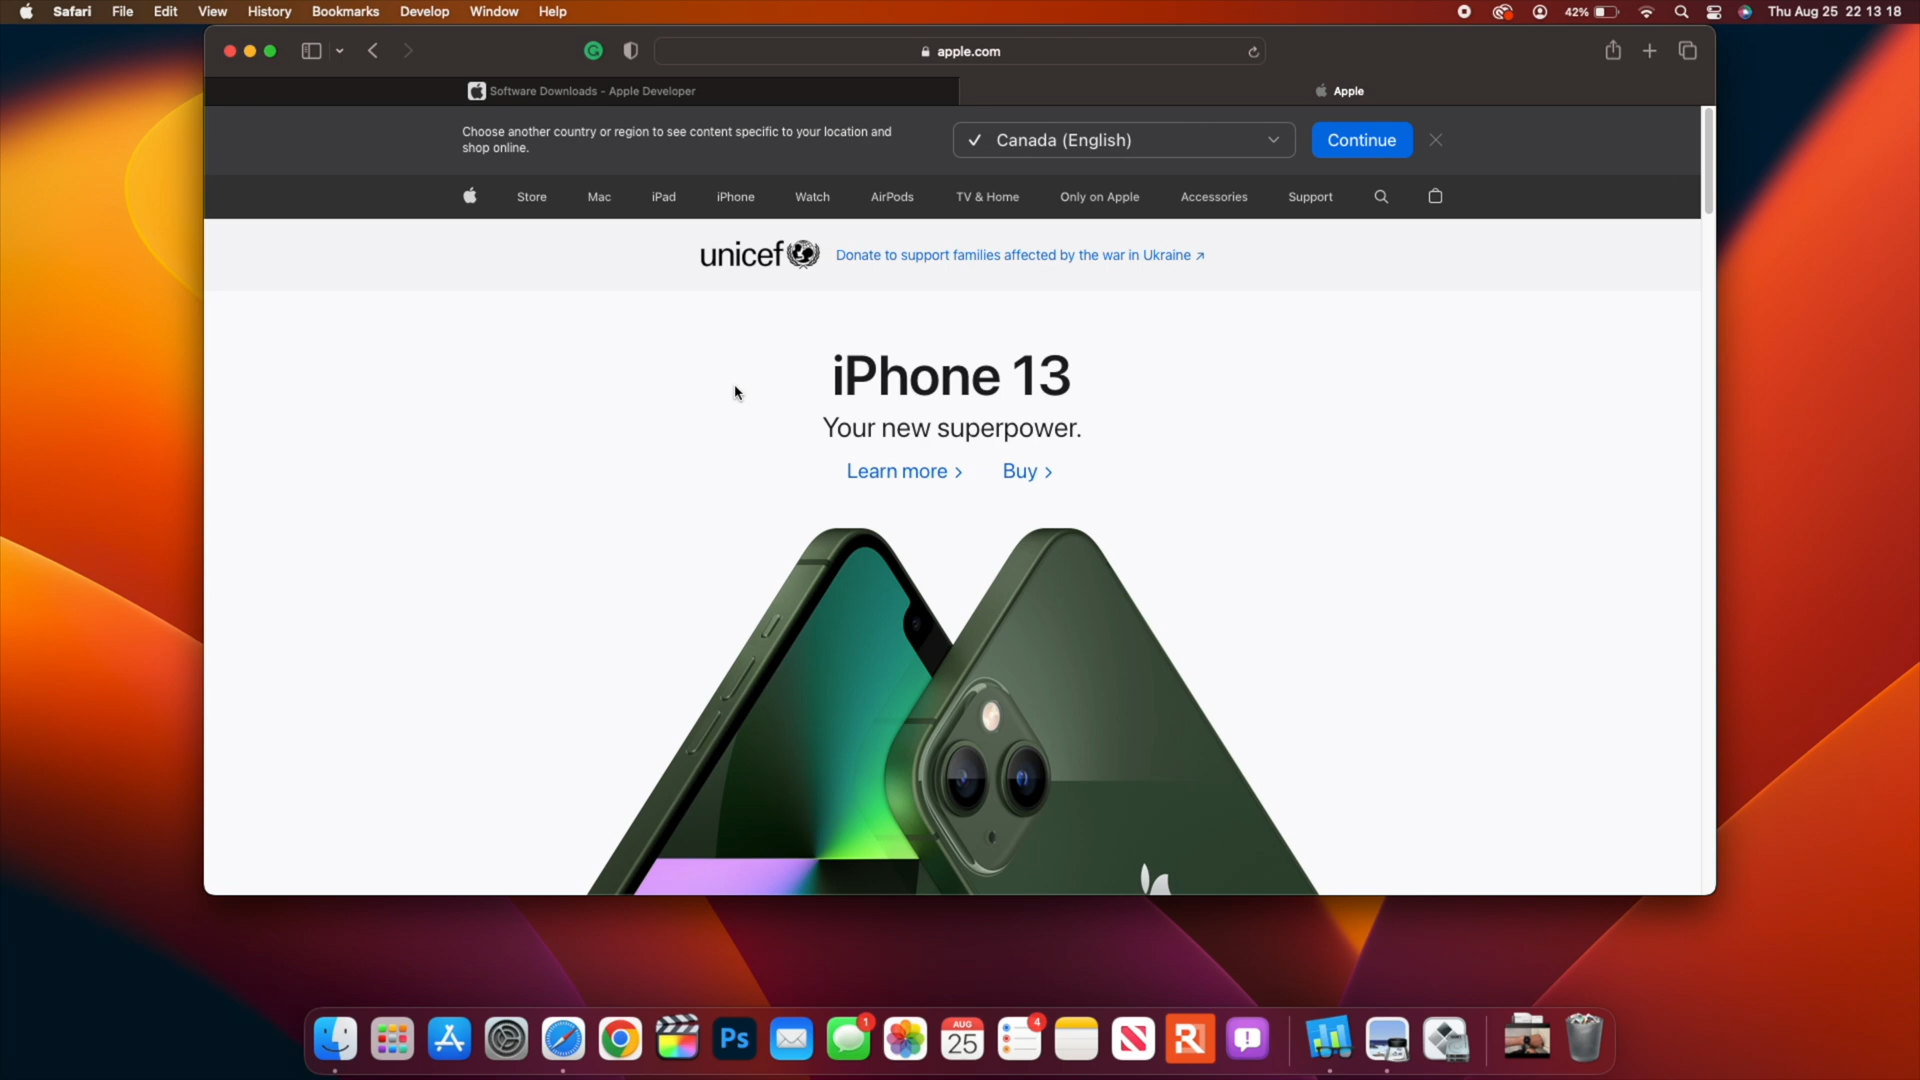 Safari File Edit View History Bookmarks Develop Window Help 42% Thu Aug 25 22 13 18
apple.com
Software Downloads - Apple Developer
Apple
Choose another country or region to see content specific to your location and
shop online.
✓ Canada (English)
Continue
Store Mac iPad iPhone Watch AirPods TV & Home Only on Apple Accessories Support
unicef Donate to support families affected by the war in Ukraine ↗
iPhone 13
Your new superpower.
Learn more > Buy >
Ps
1
AUG
25
4